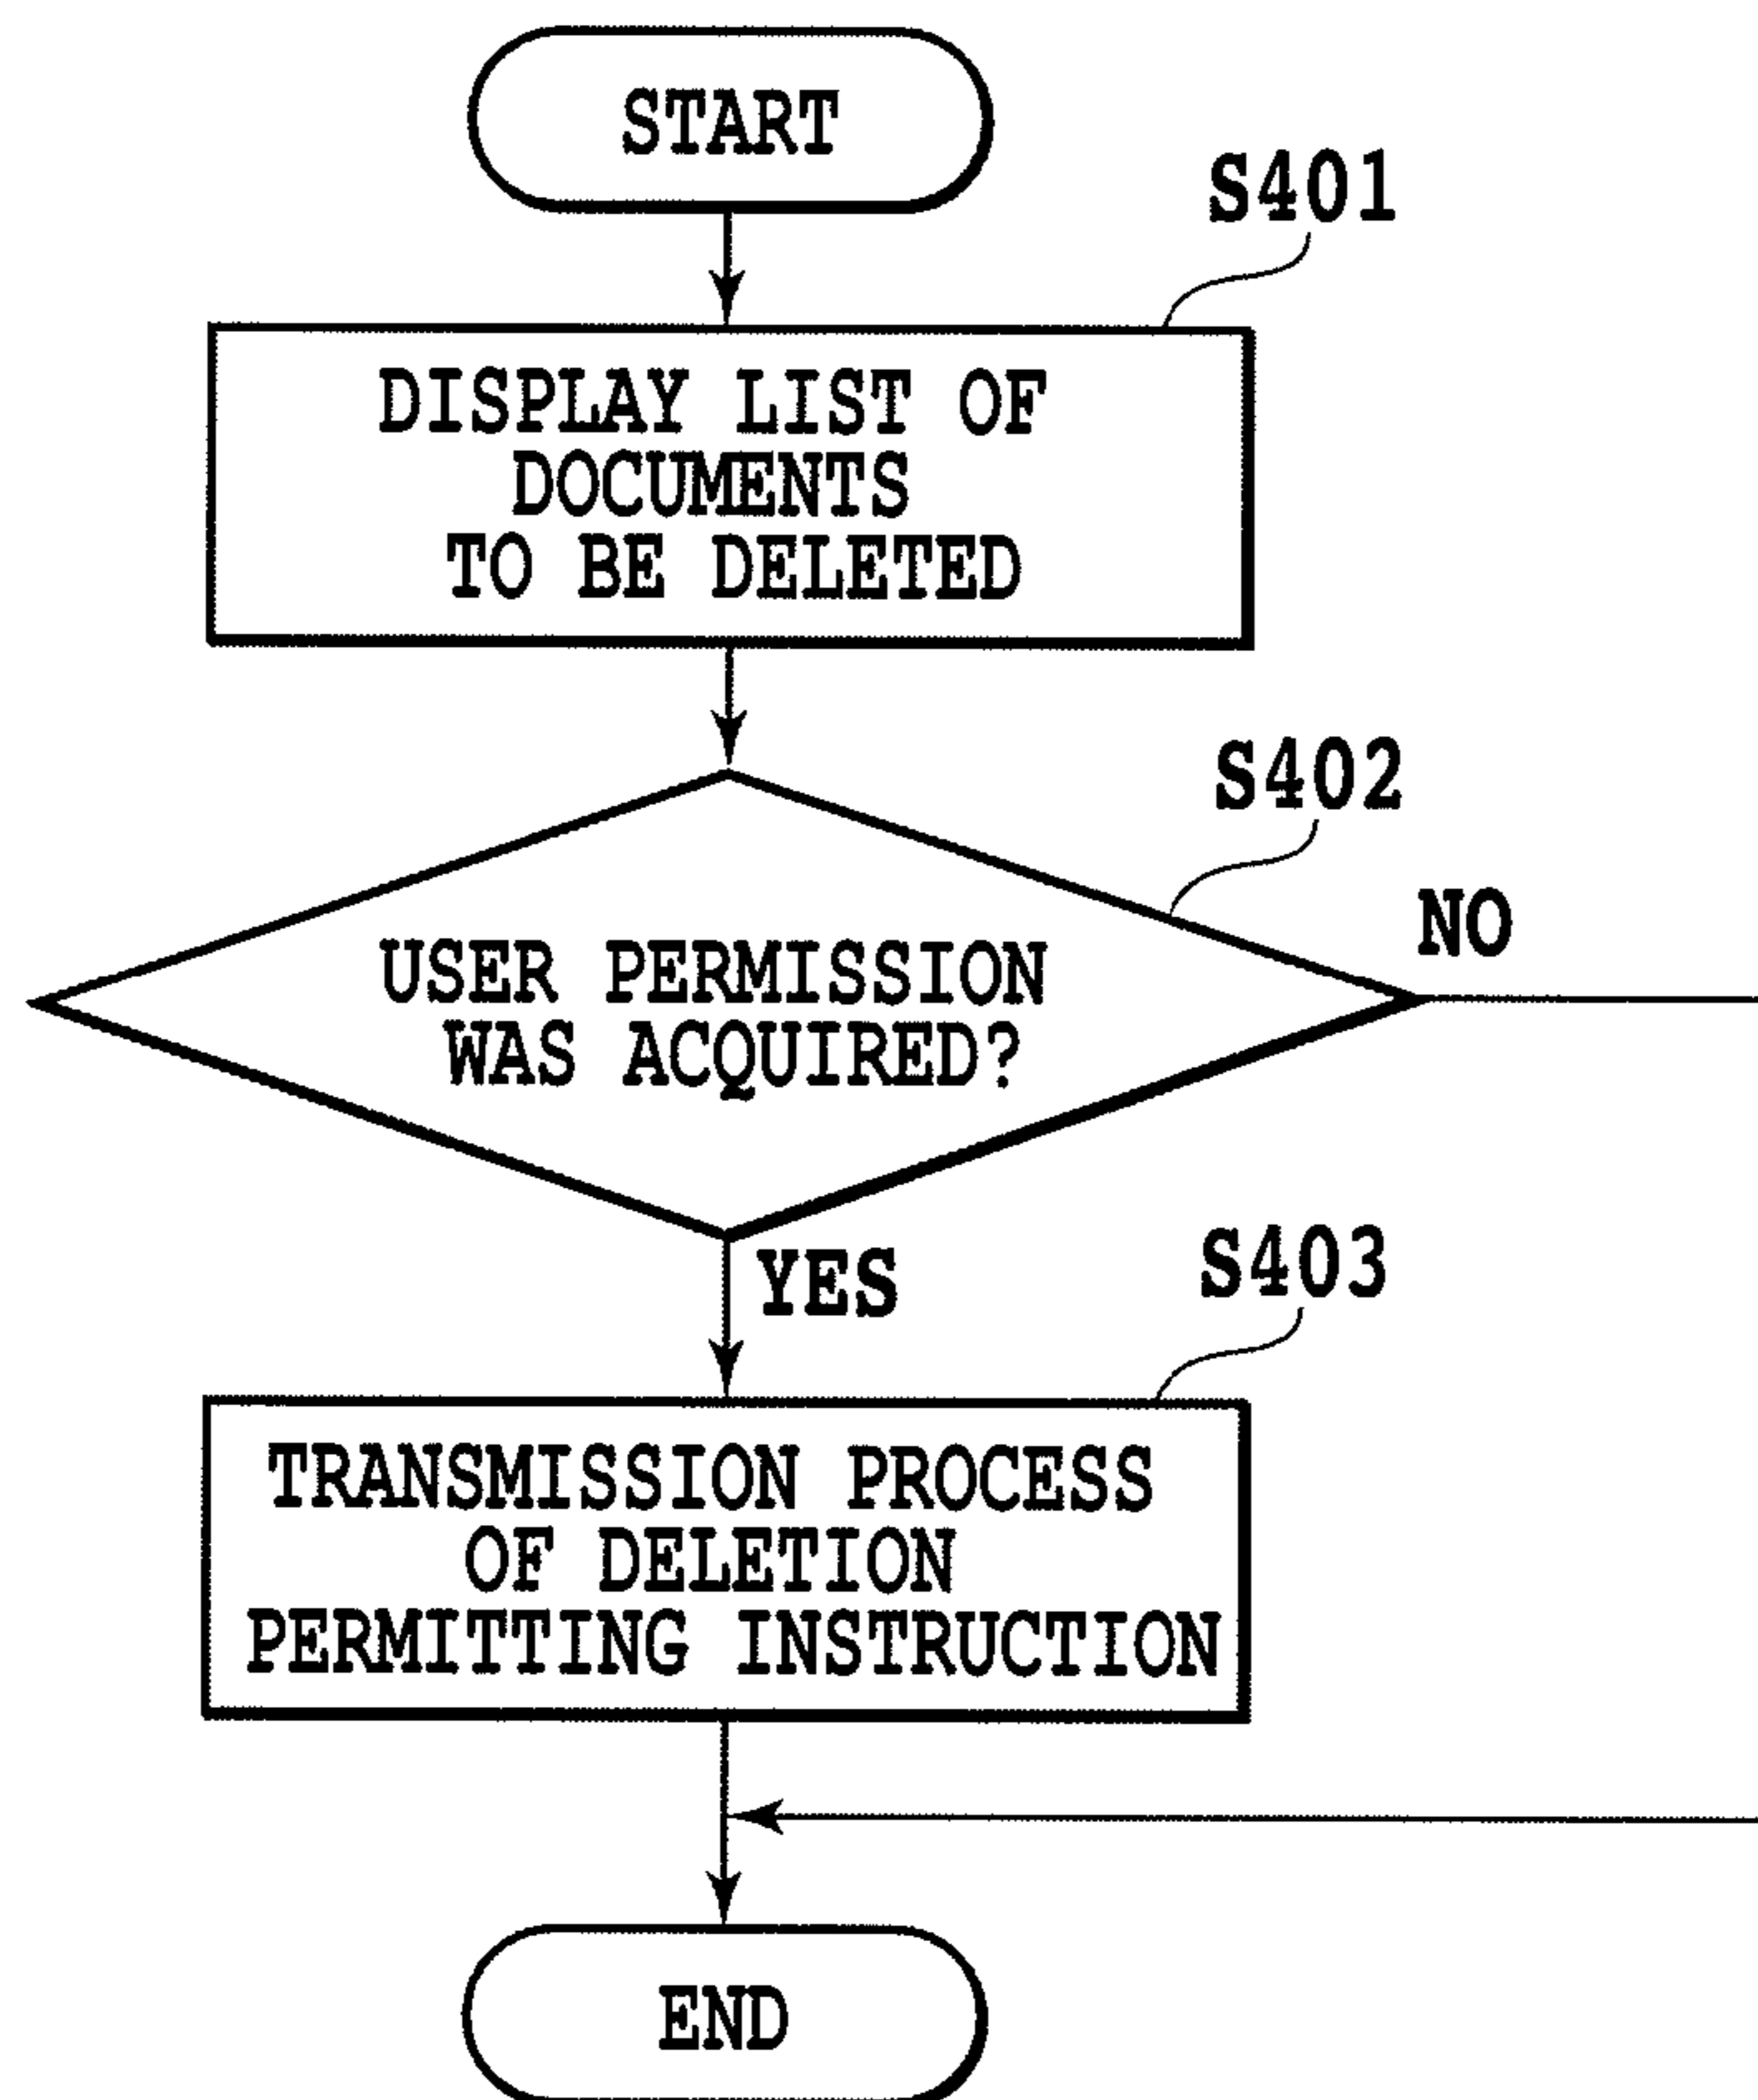 START
S401
DISPLAY LIST OF
DOCUMENTS
TO BE DELETED
S402
NO
USER PERMISSION
WAS ACQUIRED?
YES
S403
TRANSMISSION PROCESS
OF DELETION
PERMITTING INSTRUCTION
END